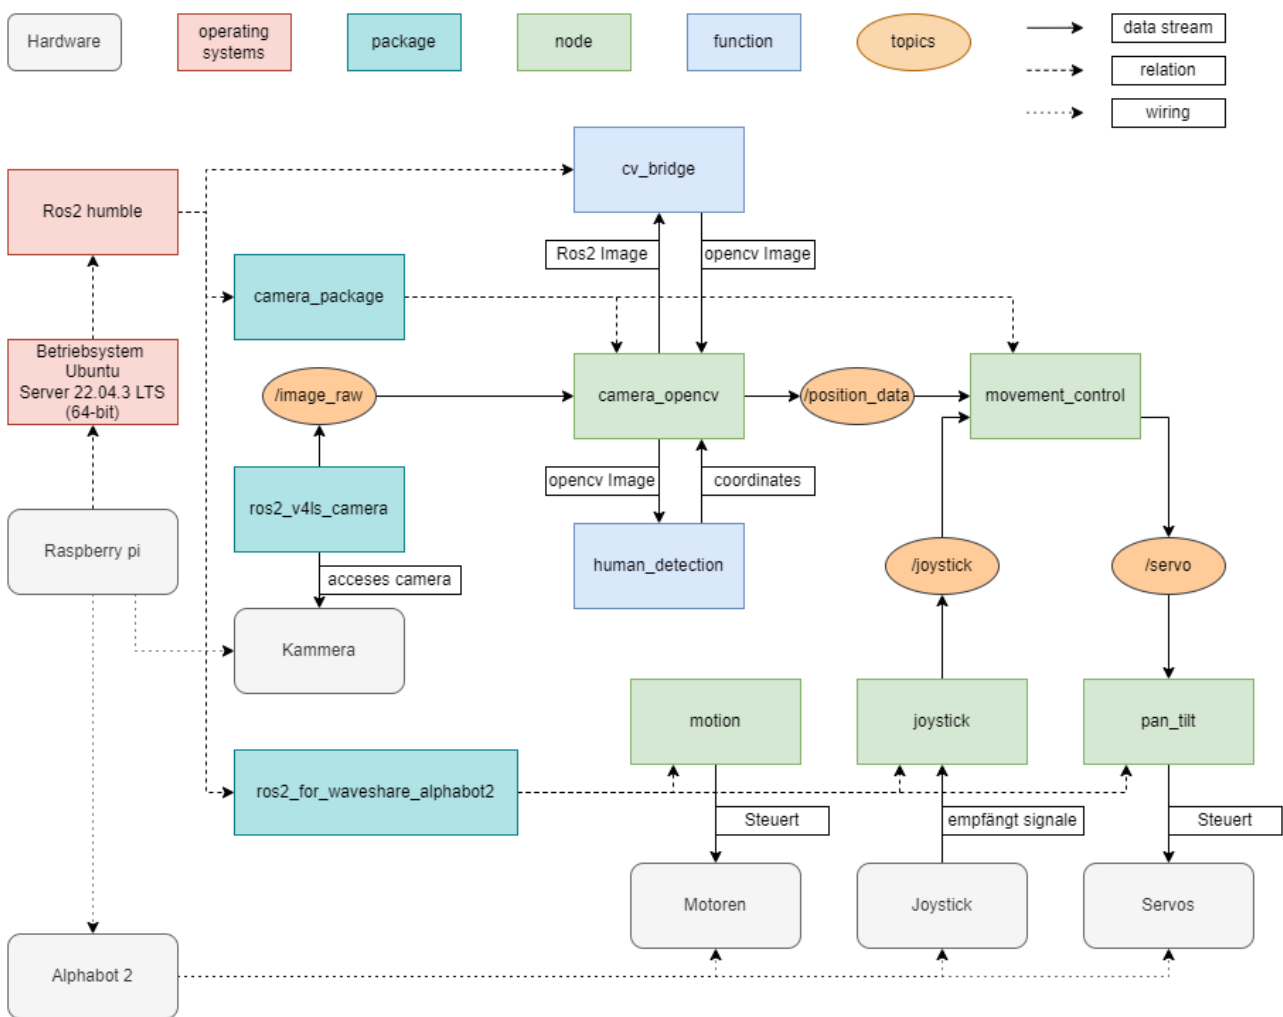 Hardware
operating
systems
package
node
function
topics
data stream
relation
wiring
cv_bridge
Ros2 humble
Ros2 Image
opencv Image
camera_package
Betriebsystem
Ubuntu
Server 22.04.3 LTS
(64-bit)
/image_raw
camera_opencv
/position_data
movement_control
opencv Image
coordinates
ros2_v4ls_camera
Raspberry pi
acceses camera
human_detection
/joystick
/servo
Kammera
motion
joystick
pan_tilt
ros2_for_waveshare_alphabot2
Steuert
empfängt signale
Steuert
Motoren
Joystick
Servos
Alphabot 2